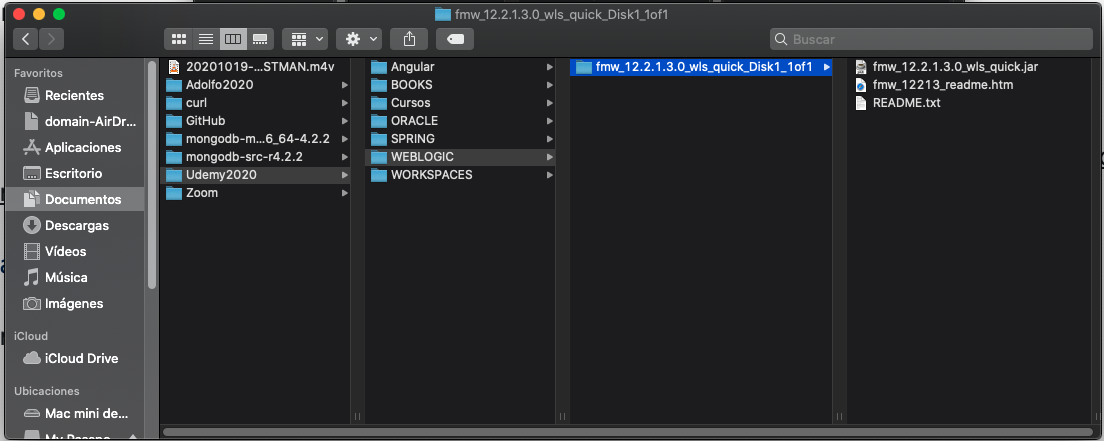 fmw_12.2.1.3.0_wls_quick_Disk1_1of1
Buscar
Favoritos
Recientes
domain-AirDr...
Aplicaciones
Escritorio
Documentos
Descargas
Vídeos
Música
Imágenes
iCloud
iCloud Drive
Ubicaciones
Mac mini de...
20201019-...STMAN.m4v
Adolfo2020
curl
GitHub
mongodb-m...6_64-4.2.2
mongodb-src-r4.2.2
Udemy2020
Zoom
Angular
BOOKS
Cursos
ORACLE
SPRING
WEBLOGIC
WORKSPACES
fmw_12.2.1.3.0_wls_quick_Disk1_1of1
fmw_12.2.1.3.0_wls_quick.jar
fmw_12213_readme.htm
README.txt